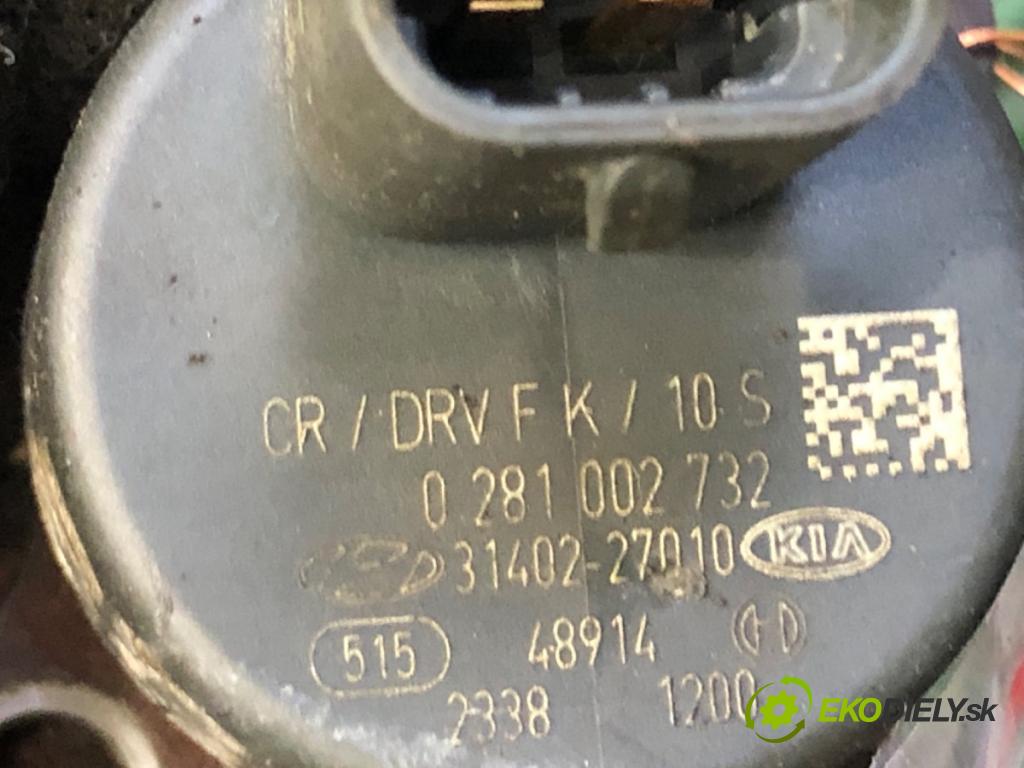 CR / DRV F K / 10 S
0 281 002 732
31402-27010 KIA
515 48914
2338 1200
EKODIELY.sk